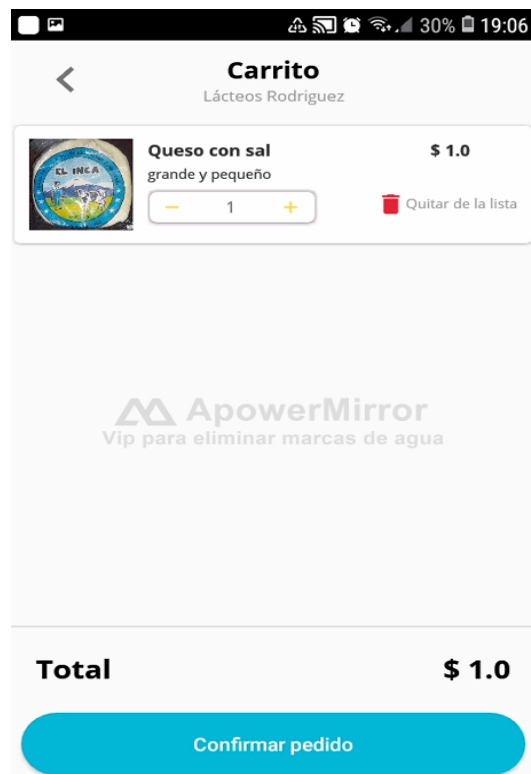 30% 19:06
Carrito
Lácteos Rodriguez
EL INCA
Queso con sal
$ 1.0
grande y pequeño
1
Quitar de la lista
ApowerMirror
Vip para eliminar marcas de agua
Total
$ 1.0
Confirmar pedido